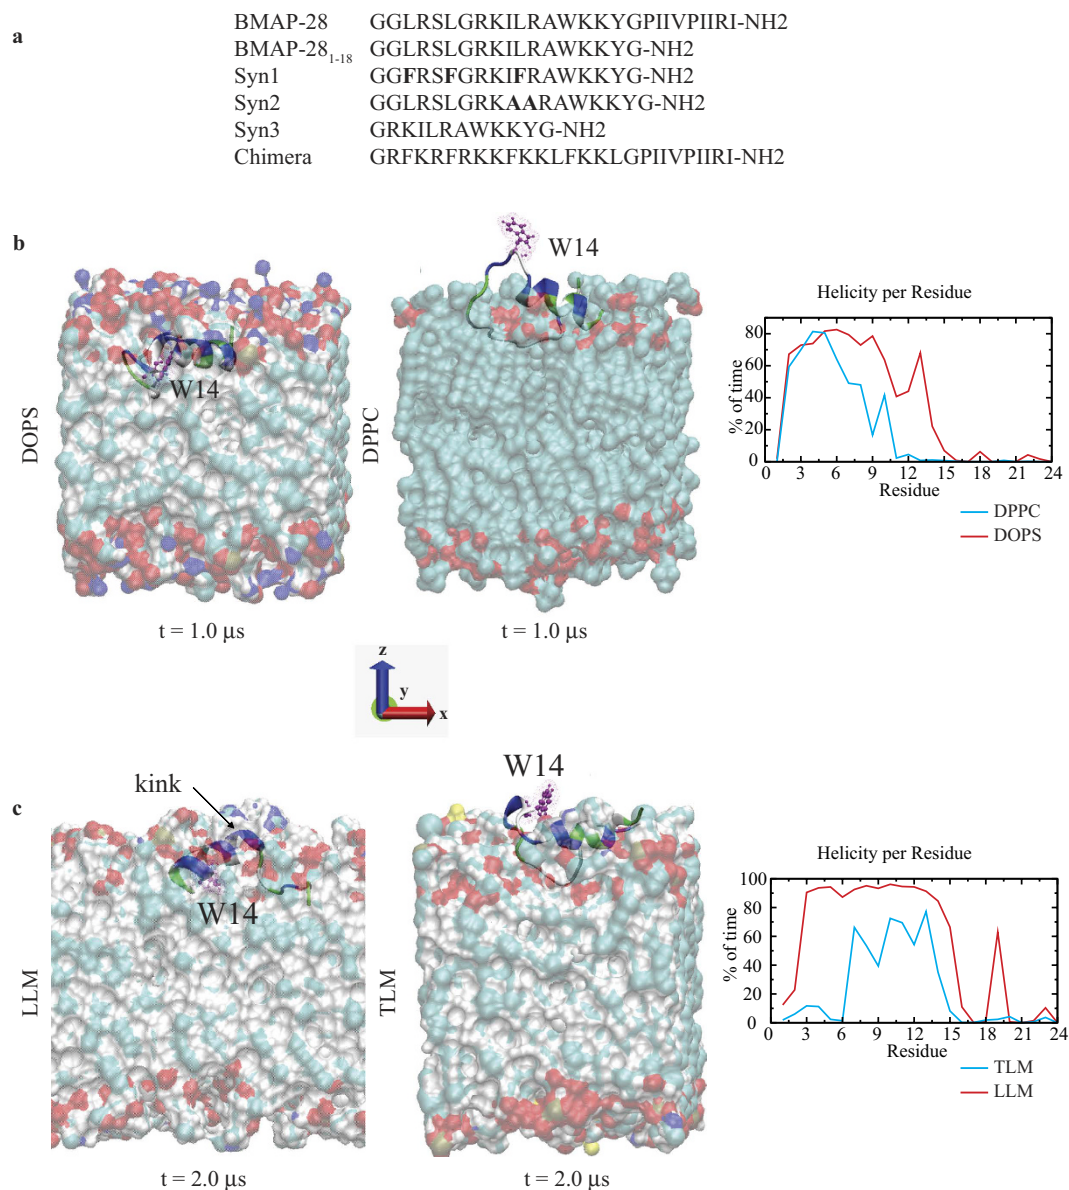 a
BMAP-28 GGLRSLGRKILRAWKKYGPIIVPIIRI-NH2
BMAP-28₁₋₁₈ GGLRSLGRKILRAWKKYG-NH2
Syn1 GGFRSFGRKIFRAWKKYG-NH2
Syn2 GGLRSLGRKAARAWKKYG-NH2
Syn3 GRKILRAWKKYG-NH2
Chimera GRFKRFRKKFKKLFKKLGPIIVPIIRI-NH2
b
DOPS
W14
t = 1.0 μs
DPPC
W14
t = 1.0 μs
Helicity per Residue
% of time
80
60
40
20
0
0 3 6 9 12 15 18 21 24
Residue
DPPC
DOPS
z
y
x
c
kink
LLM
W14
t = 2.0 μs
TLM
W14
t = 2.0 μs
Helicity per Residue
% of time
100
80
60
40
20
0
0 3 6 9 12 15 18 21 24
Residue
TLM
LLM